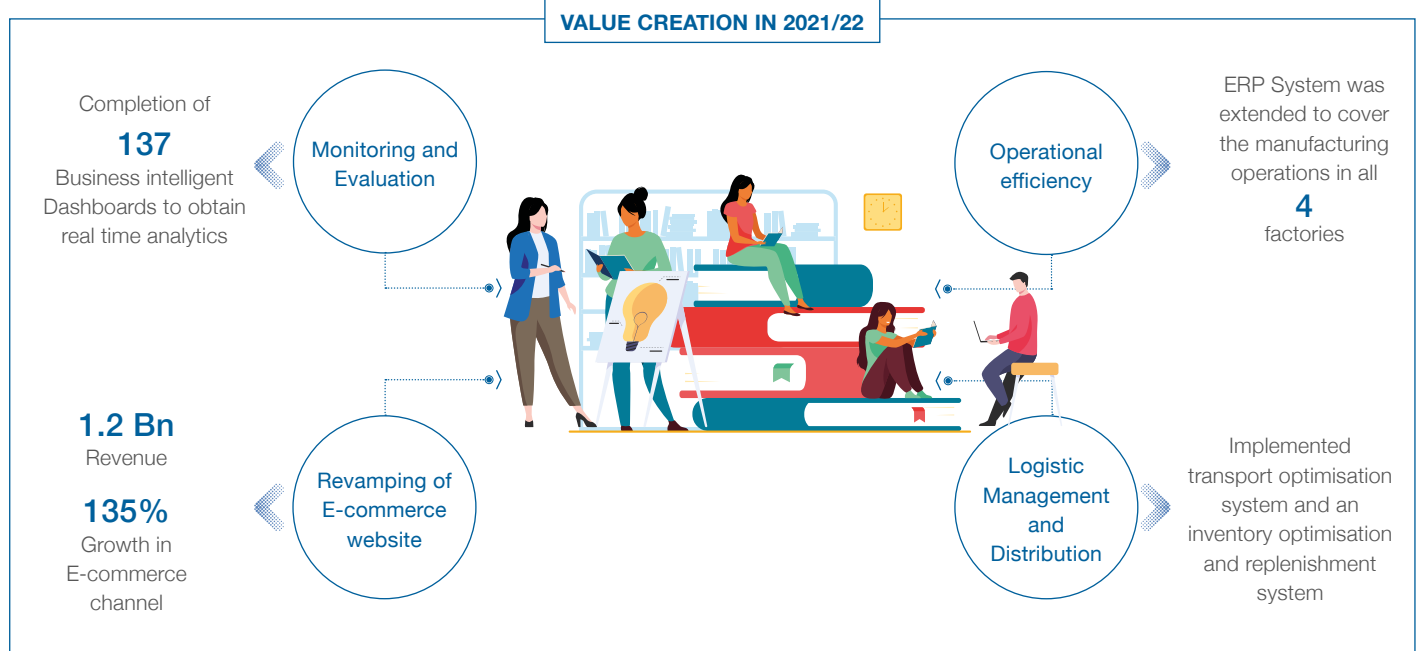 VALUE CREATION IN 2021/22
Completion of
137
Business intelligent
Dashboards to obtain
real time analytics
Monitoring and
Evaluation
Operational
efficiency
ERP System was
extended to cover
the manufacturing
operations in all
4
factories
1.2 Bn
Revenue
135%
Growth in
E-commerce
channel
Revamping of
E-commerce
website
Logistic
Management
and
Distribution
Implemented
transport optimisation
system and an
inventory optimisation
and replenishment
system